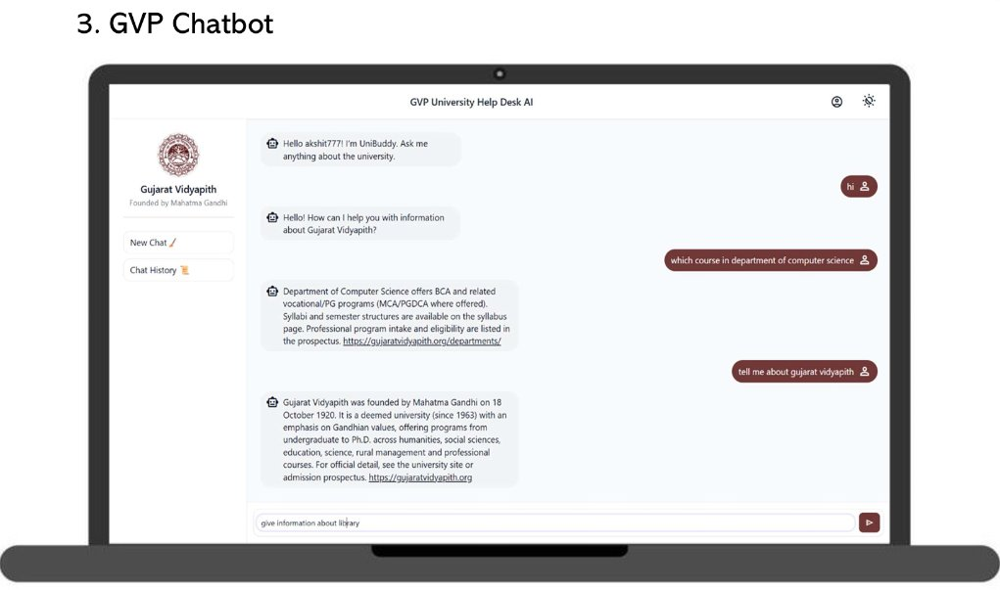 3. GVP Chatbot
GVP University Help Desk AI
Gujarat Vidyapith
Founded by Mahatma Gandhi
New Chat
Chat History
Hello akshit777! I'm UniBuddy. Ask me
anything about the university.
hi
Hello! How can I help you with information
about Gujarat Vidyapith?
which course in department of computer science
Department of Computer Science offers BCA and related
vocational/PG programs (MCA/PGDCA where offered).
Syllabi and semester structures are available on the syllabus
page. Professional program intake and eligibility are listed in
the prospectus. https://gujaratvidyapith.org/departments/
tell me about gujarat vidyapith
Gujarat Vidyapith was founded by Mahatma Gandhi on 18
October 1920. It is a deemed university (since 1963) with an
emphasis on Gandhian values, offering programs from
undergraduate to Ph.D. across humanities, social sciences,
education, science, rural management and professional
courses. For official detail, see the university site or
admission prospectus. https://gujaratvidyapith.org
give information about library